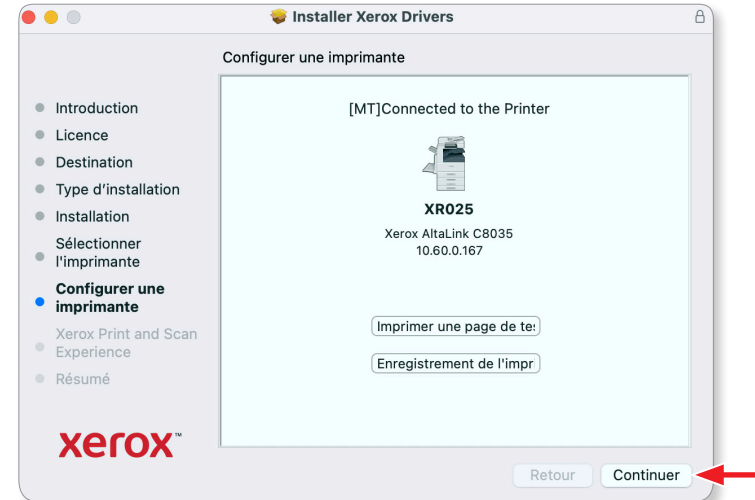 Installer Xerox Drivers
Configurer une imprimante
Introduction
Licence
Destination
Type d’installation
Installation
Sélectionner
l'imprimante
Configurer une
imprimante
Xerox Print and Scan
Experience
Résumé
xerox™
[MT]Connected to the Printer
XR025
Xerox AltaLink C8035
10.60.0.167
Imprimer une page de te
Enregistrement de l'impr
Retour
Continuer